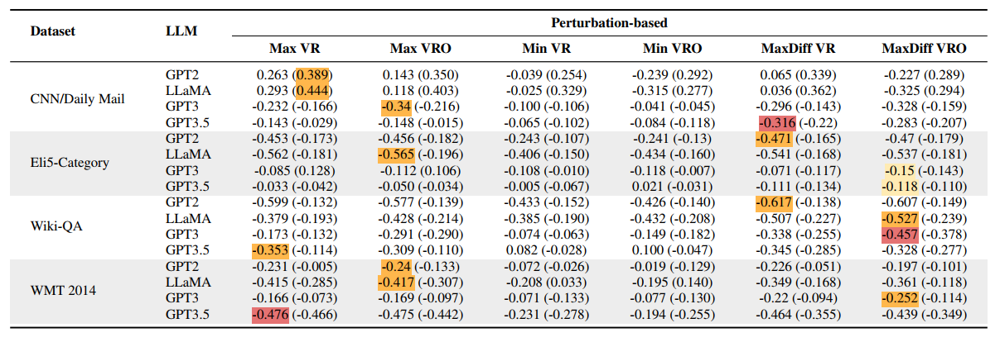 Dataset LLM Perturbation-based
Max VR Max VRO Min VR Min VRO MaxDiff VR MaxDiff VRO
CNN/Daily Mail
GPT2 0.263 (0.389) 0.143 (0.350) -0.039 (0.254) -0.239 (0.292) 0.065 (0.339) -0.227 (0.289)
LLaMA 0.293 (0.444) 0.118 (0.403) -0.025 (0.329) -0.315 (0.277) 0.036 (0.362) -0.325 (0.294)
GPT3 -0.232 (-0.166) -0.34 (-0.216) -0.100 (-0.106) -0.041 (-0.045) -0.296 (-0.143) -0.328 (-0.159)
GPT3.5 -0.143 (-0.029) -0.148 (-0.015) -0.065 (-0.102) -0.084 (-0.118) -0.316 (-0.22) -0.283 (-0.207)
Eli5-Category
GPT2 -0.453 (-0.173) -0.456 (-0.182) -0.243 (-0.107) -0.241 (-0.13) -0.471 (-0.165) -0.47 (-0.179)
LLaMA -0.562 (-0.181) -0.565 (-0.196) -0.406 (-0.150) -0.434 (-0.160) -0.541 (-0.168) -0.537 (-0.181)
GPT3 -0.085 (0.128) -0.112 (0.106) -0.108 (-0.010) -0.118 (-0.007) -0.071 (-0.117) -0.15 (-0.143)
GPT3.5 -0.033 (-0.042) -0.050 (-0.034) -0.005 (-0.067) 0.021 (-0.031) -0.111 (-0.134) -0.118 (-0.110)
Wiki-QA
GPT2 -0.599 (-0.132) -0.577 (-0.139) -0.433 (-0.152) -0.426 (-0.140) -0.617 (-0.138) -0.607 (-0.149)
LLaMA -0.379 (-0.193) -0.428 (-0.214) -0.385 (-0.190) -0.432 (-0.208) -0.507 (-0.227) -0.527 (-0.239)
GPT3 -0.173 (-0.132) -0.291 (-0.290) -0.074 (-0.063) -0.149 (-0.182) -0.338 (-0.255) -0.457 (-0.378)
GPT3.5 -0.353 (-0.114) -0.309 (-0.110) 0.082 (-0.028) 0.100 (-0.047) -0.345 (-0.285) -0.328 (-0.277)
WMT 2014
GPT2 -0.231 (-0.005) -0.24 (-0.133) -0.072 (-0.026) -0.019 (-0.129) -0.226 (-0.051) -0.197 (-0.101)
LLaMA -0.415 (-0.285) -0.417 (-0.307) -0.208 (0.033) -0.195 (0.140) -0.349 (-0.168) -0.361 (-0.118)
GPT3 -0.166 (-0.073) -0.169 (-0.097) -0.071 (-0.133) -0.077 (-0.130) -0.22 (-0.094) -0.252 (-0.114)
GPT3.5 -0.476 (-0.466) -0.475 (-0.442) -0.231 (-0.278) -0.194 (-0.255) -0.464 (-0.355) -0.439 (-0.349)